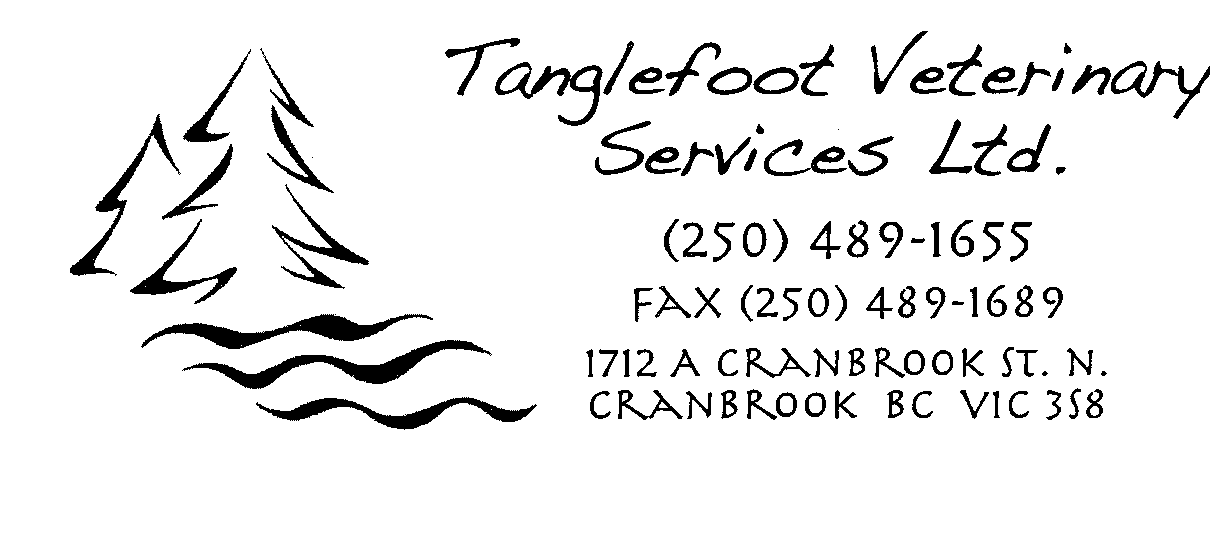 Tanglefoot Veterinary
Services Ltd.
(250) 489-1655
FAX (250) 489-1689
1712 A CRANBROOK ST. N.
CRANBROOK BC V1C 3S8